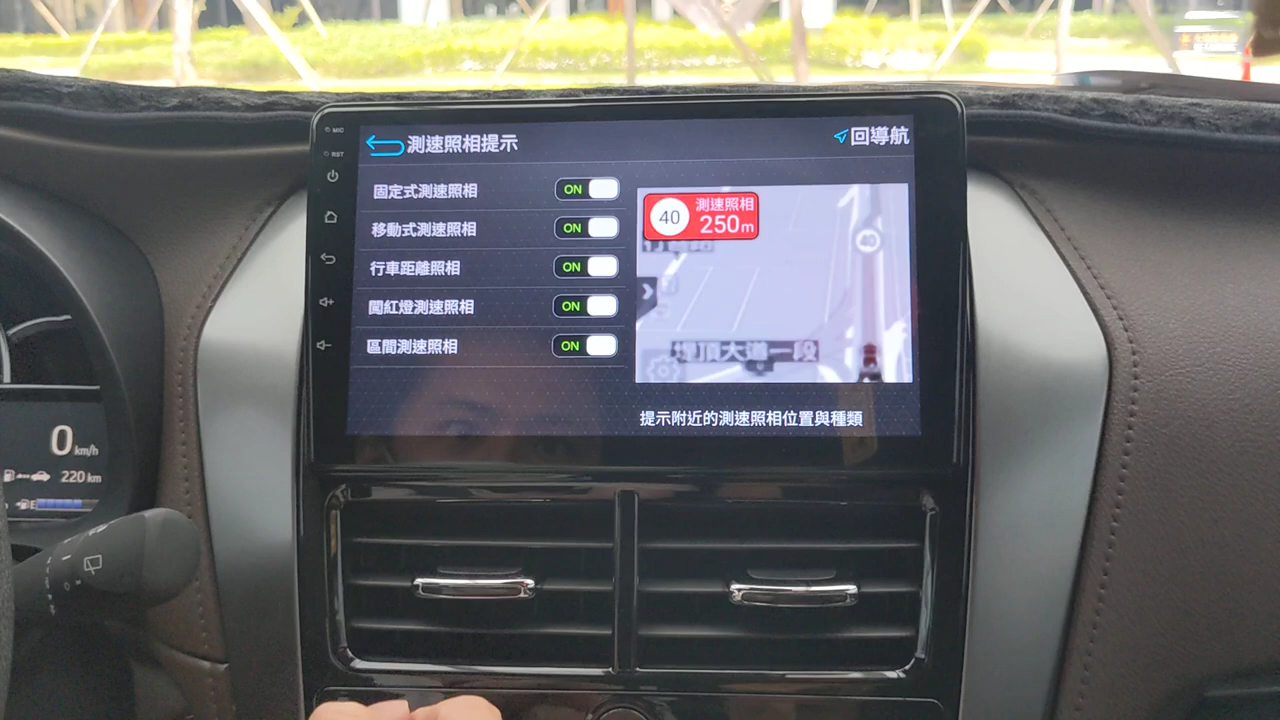 MIC
RST
測速照相提示
回導航
固定式測速照相 ON
移動式測速照相 ON
行車距離照相 ON
闖紅燈測速照相 ON
區間測速照相 ON
40
測速照相
250m
40
堤頂大道一段
提示附近的測速照相位置與種類
0 km/h
220 km
E